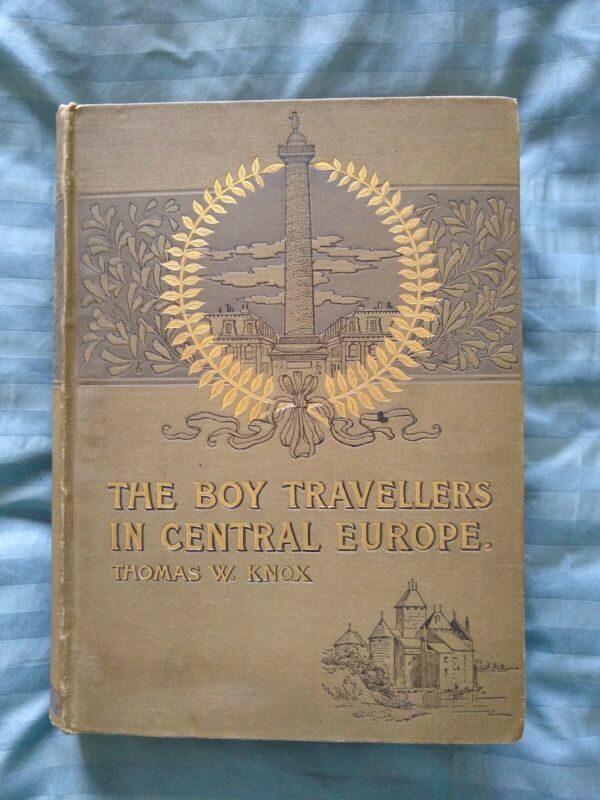 THE BOY TRAVELLERS
IN CENTRAL EUROPE.
THOMAS W. KNOX